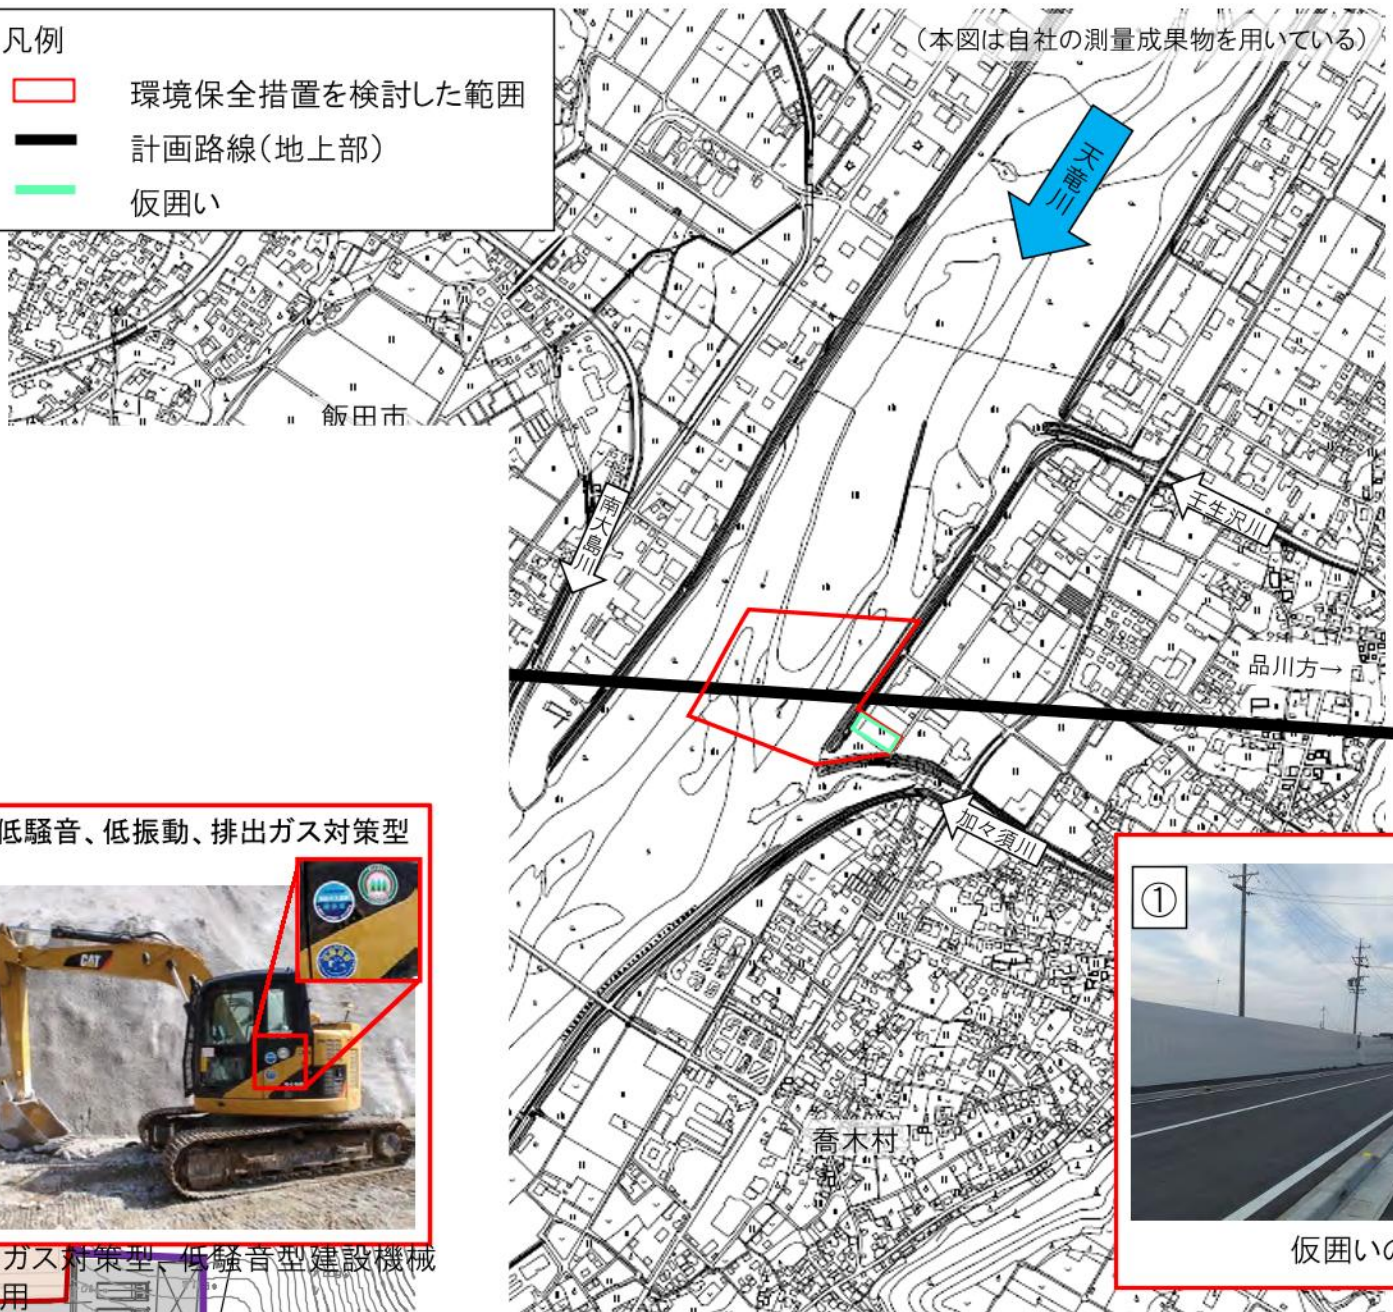 凡例
環境保全措置を検討した範囲
計画路線（地上部）
仮囲い
（本図は自社の測量成果物を用いている）
天竜川
飯田市
南大島川
壬生沢川
品川方→
加々須川
喬木村
低騒音、低振動、排出ガス対策型
CAT
ガス対策型、低騒音型建設機械
用
①
仮囲いの